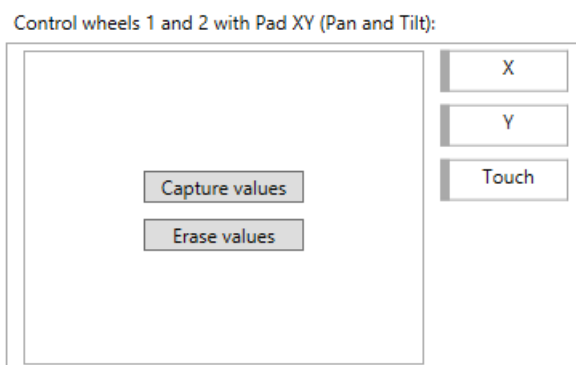 Control wheels 1 and 2 with Pad XY (Pan and Tilt):
X
Y
Touch
Capture values
Erase values